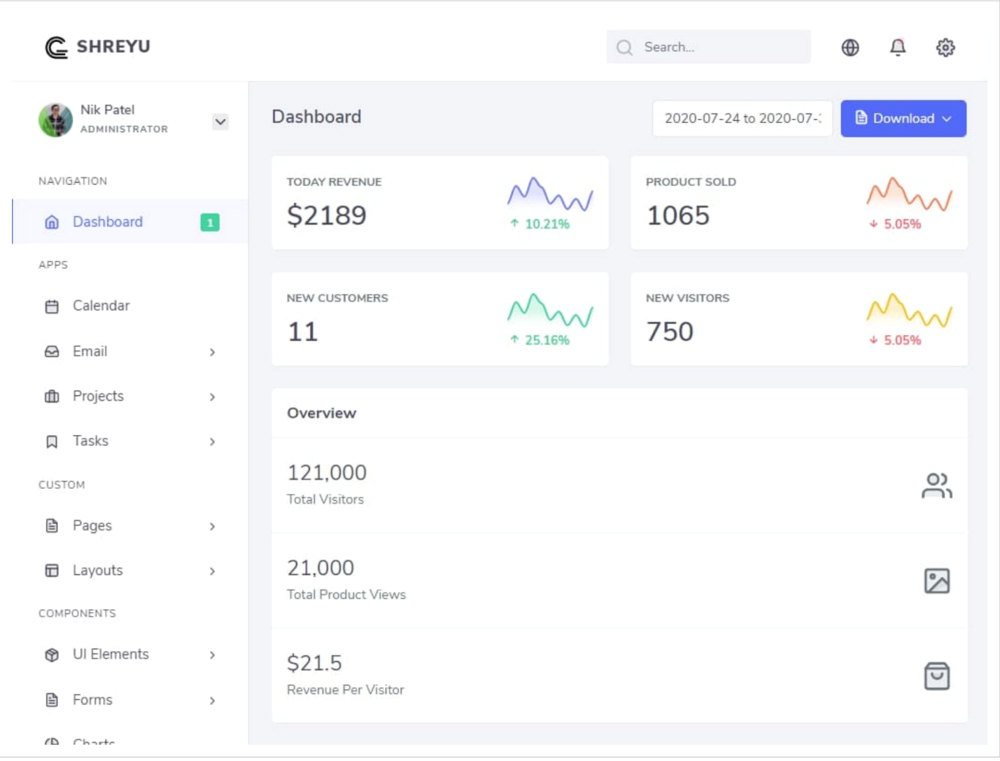 SHREYU
Search...
Nik Patel
ADMINISTRATOR
NAVIGATION
Dashboard
1
APPS
Calendar
Email
Projects
Tasks
CUSTOM
Pages
Layouts
COMPONENTS
UI Elements
Forms
Charts
Dashboard
2020-07-24 to 2020-07-
Download
TODAY REVENUE
$2189
10.21%
PRODUCT SOLD
1065
5.05%
NEW CUSTOMERS
11
25.16%
NEW VISITORS
750
5.05%
Overview
121,000
Total Visitors
21,000
Total Product Views
$21.5
Revenue Per Visitor